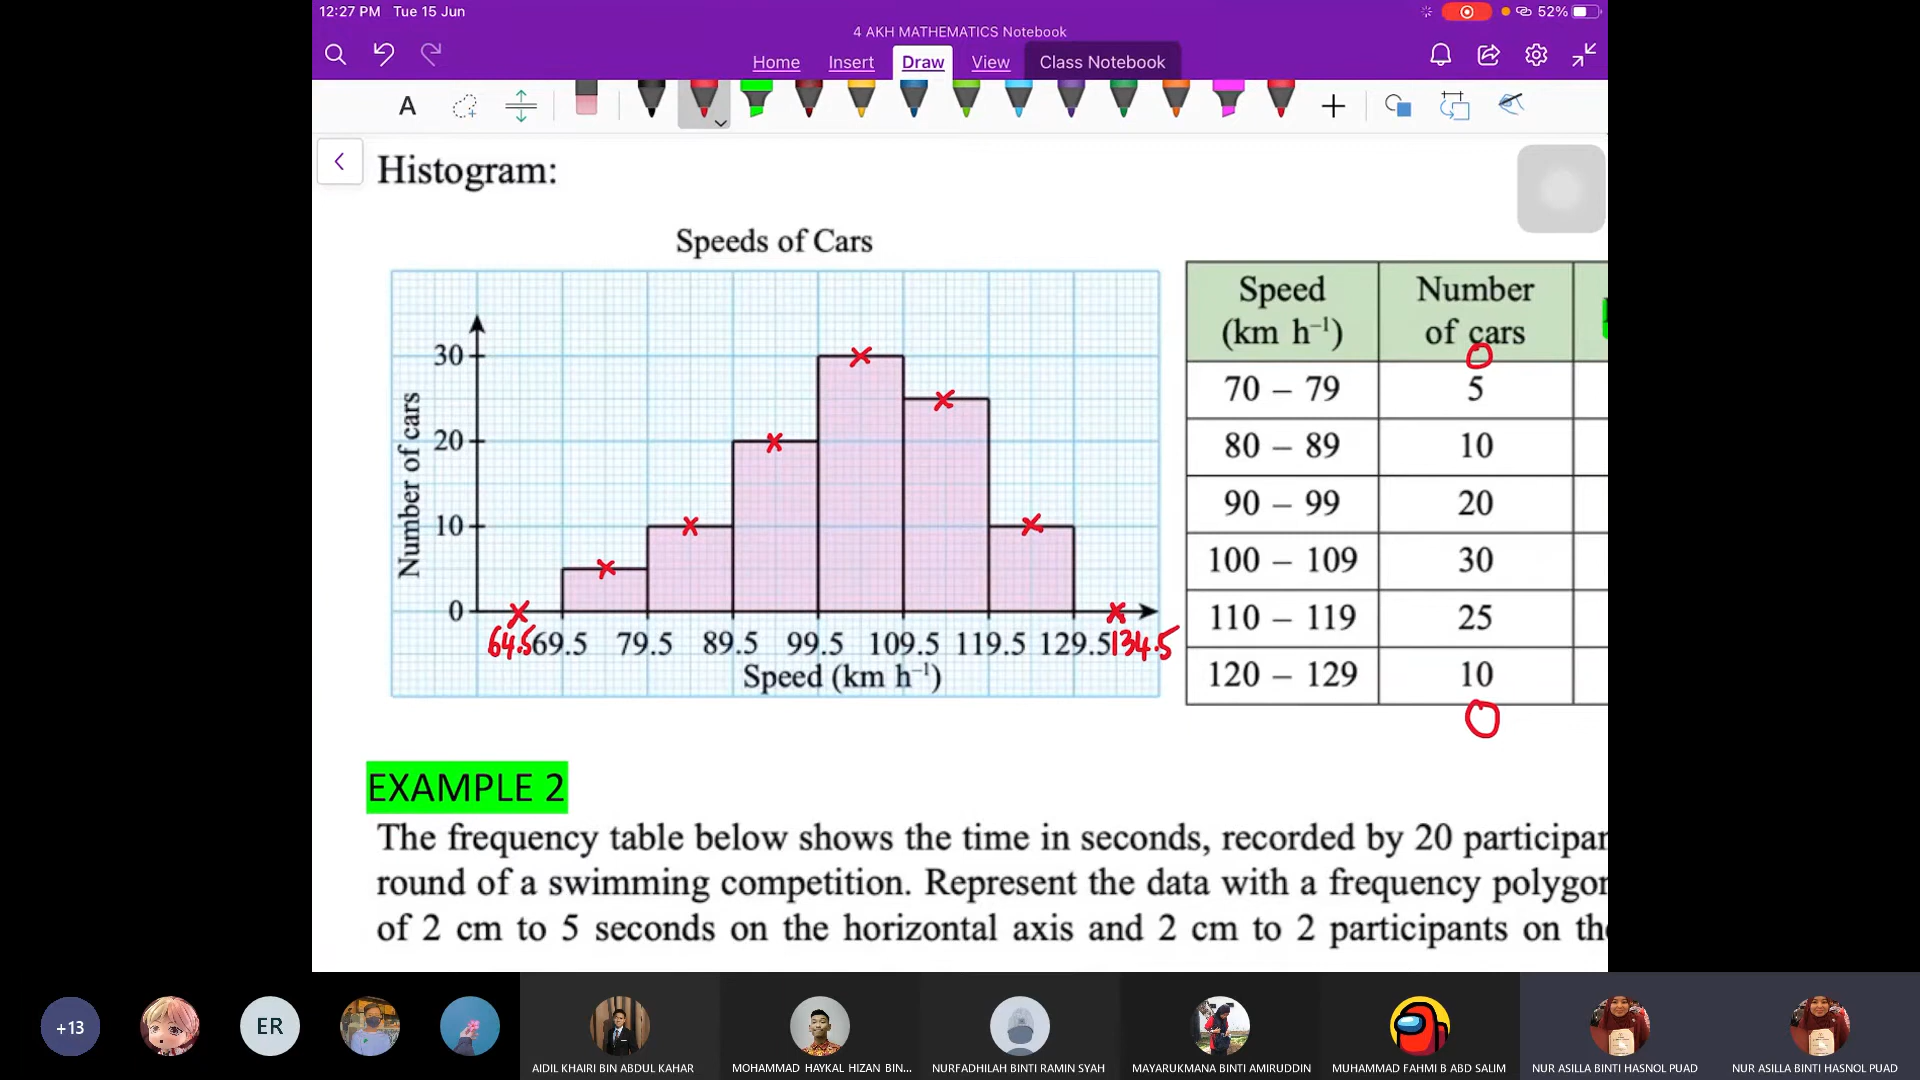 12:27 PM Tue 15 Jun
52%
4 AKH MATHEMATICS Notebook
Home Insert Draw View Class Notebook
A
Histogram:
Speeds of Cars
Number of cars
30
20
10
0
64.5 69.5 79.5 89.5 99.5 109.5 119.5 129.5 134.5
Speed (km h⁻¹)
Speed (km h⁻¹) Number of cars
0
70 – 79 5
80 – 89 10
90 – 99 20
100 – 109 30
110 – 119 25
120 – 129 10
0
EXAMPLE 2
The frequency table below shows the time in seconds, recorded by 20 participan
round of a swimming competition. Represent the data with a frequency polygon
of 2 cm to 5 seconds on the horizontal axis and 2 cm to 2 participants on the
+13
ER
AIDIL KHAIRI BIN ABDUL KAHAR
MOHAMMAD HAYKAL HIZAN BIN...
NURFADHILAH BINTI RAMIN SYAH
MAYARUKMANA BINTI AMIRUDDIN
MUHAMMAD FAHMI B ABD SALIM
NUR ASILLA BINTI HASNOL PUAD
NUR ASILLA BINTI HASNOL PUAD